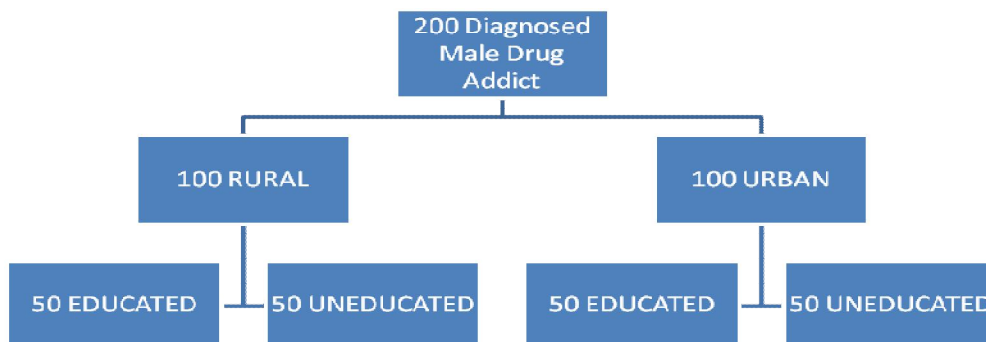 200 Diagnosed
Male Drug
Addict
100 RURAL
100 URBAN
50 EDUCATED
50 UNEDUCATED
50 EDUCATED
50 UNEDUCATED